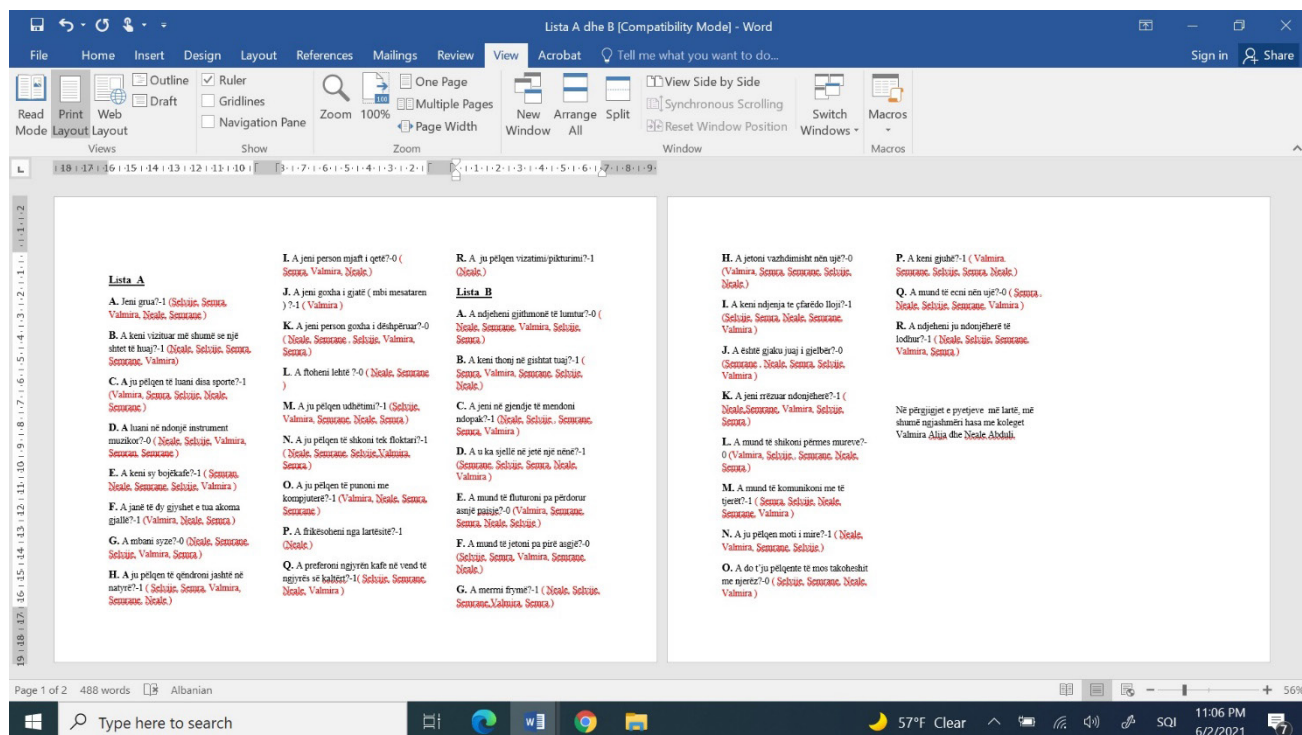 Lista A dhe B [Compatibility Mode] - Word
File Home Insert Design Layout References Mailings Review View Acrobat Tell me what you want to do... Sign in Share
Read Mode
Print Layout
Web Layout
Outline
Draft
Views
Ruler
Gridlines
Navigation Pane
Show
Zoom
100%
One Page
Multiple Pages
Page Width
Zoom
New Window
Arrange All
Split
View Side by Side
Synchronous Scrolling
Reset Window Position
Window
Switch Windows
Macros
Macros
Lista A
A. Jeni grua?-1 (Selvije, Semra,
Valmira, Neale, Semrane )
B. A keni vizituar më shumë se një
shtet të huaj?-1 (Neale, Selvije, Semra,
Semrane, Valmira)
C. A ju pëlqen të luani disa sporte?-1
(Valmira, Semra, Selvije, Neale,
Semrane )
D. A luani në ndonjë instrument
muzikor?-0 ( Neale, Selvije, Valmira,
Semran, Semrane )
E. A keni sy bojëkafe?-1 ( Semran,
Neale, Semrane, Selvije, Valmira )
F. A janë të dy gjyshet e tua akoma
gjallë?-1 (Valmira, Neale, Semra )
G. A mbani syze?-0 (Neale, Semrane,
Selvije, Valmira, Semra )
H. A ju pëlqen të qëndroni jashtë në
natyrë?-1 ( Selvije, Semra, Valmira,
Semrane, Neale )
I. A jeni person mjaft i qetë?-0 (
Semra, Valmira, Neale )
J. A jeni goxha i gjatë ( mbi mesataren
) ?-1 ( Valmira )
K. A jeni person goxha i dëshpëruar?-0
( Neale, Semrane , Selvije, Valmira,
Semra )
L. A ftoheni lehtë ?-0 ( Neale, Semrane
)
M. A ju pëlqen udhëtimi?-1 (Selvije,
Valmira, Semrane, Neale, Semra )
N. A ju pëlqen të shkoni tek floktari?-1
( Neale, Semrane, Selvije,Valmira,
Semra )
O. A ju pëlqen të punoni me
kompjuterë?-1 (Valmira, Neale, Semra,
Semrane )
P. A frikësoheni nga lartësitë?-1
(Neale )
Q. A preferoni ngjyrën kafe në vend të
ngjyrës së kaltërt?-1( Selvije, Semrane,
Neale, Valmira )
R. A ju pëlqen vizatimi/pikturimi?-1
(Neale )
Lista B
A. A ndjeheni gjithmonë të lumtur?-0 (
Neale, Semrane, Valmira, Selvije,
Semra )
B. A keni thonj në gishtat tuaj?-1 (
Semra, Valmira, Semrane, Selvije,
Neale )
C. A jeni në gjendje të mendoni
ndopak?-1 (Neale, Selvije, , Semrane,
Semra, Valmira )
D. A u ka sjellë në jetë një nënë?-1
(Semrane, Selvije, Semra, Neale,
Valmira )
E. A mund të fluturoni pa përdorur
asnjë paisje?-0 (Valmira, Semrane,
Semra, Neale, Selvije )
F. A mund të jetoni pa pirë asgjë?-0
(Selvije, Semra, Valmira, Semrane,
Neale )
G. A merrni frymë?-1 ( Neale, Selvije,
Semrane,Valmira, Semra )
H. A jetoni vazhdimisht nën ujë?-0
(Valmira, Semra, Semrane, Selvije,
Neale )
I. A keni ndjenja te çfarëdo lloji?-1
(Selvije, Semra, Neale, Semrane,
Valmira )
J. A është gjaku juaj i gjelbër?-0
(Semrane , Neale, Semra, Selvije,
Valmira )
K. A jeni rrëzuar ndonjëherë?-1 (
Neale,Semrane, Valmira, Selvije,
Semra )
L. A mund të shikoni përmes mureve?-
0 (Valmira, Selvije, , Semrane, Neale,
Semra )
M. A mund të komunikoni me të
tjerët?-1 ( Semra, Selvije, Neale,
Semrane, Valmira )
N. A ju pëlqen moti i mire?-1 ( Neale,
Valmira, Semrane, Selvije )
O. A do t'ju pëlqente të mos takoheshit
me njerëz?-0 ( Selvije, Semrane, Neale,
Valmira )
P. A keni gjuhë?-1 ( Valmira,
Semrane, Selvije, Semra, Neale )
Q. A mund të ecni nën ujë?-0 ( Semra ,
Neale, Selvije, Semrane, Valmira )
R. A ndjeheni ju ndonjëherë të
lodhur?-1 ( Neale, Selvije, Semrane,
Valmira, Semra )
Në përgjigjet e pyetjeve më lartë, më
shumë ngjashmëri hasa me koleget
Valmira Alija dhe Neale Abduli.
Page 1 of 2 488 words Albanian 56%
Type here to search
57°F Clear
SQI
11:06 PM
6/2/2021